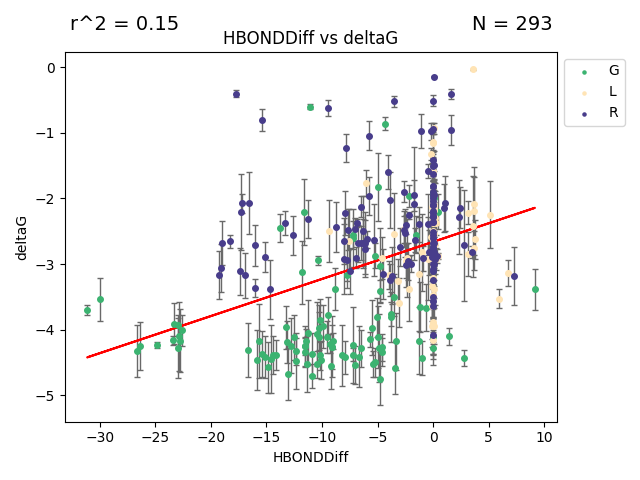 r^2 = 0.15
N = 293
HBONDDiff vs deltaG
deltaG
0
−1
−2
−3
−4
−5
−30
−25
−20
−15
−10
−5
0
5
10
HBONDDiff
G
L
R